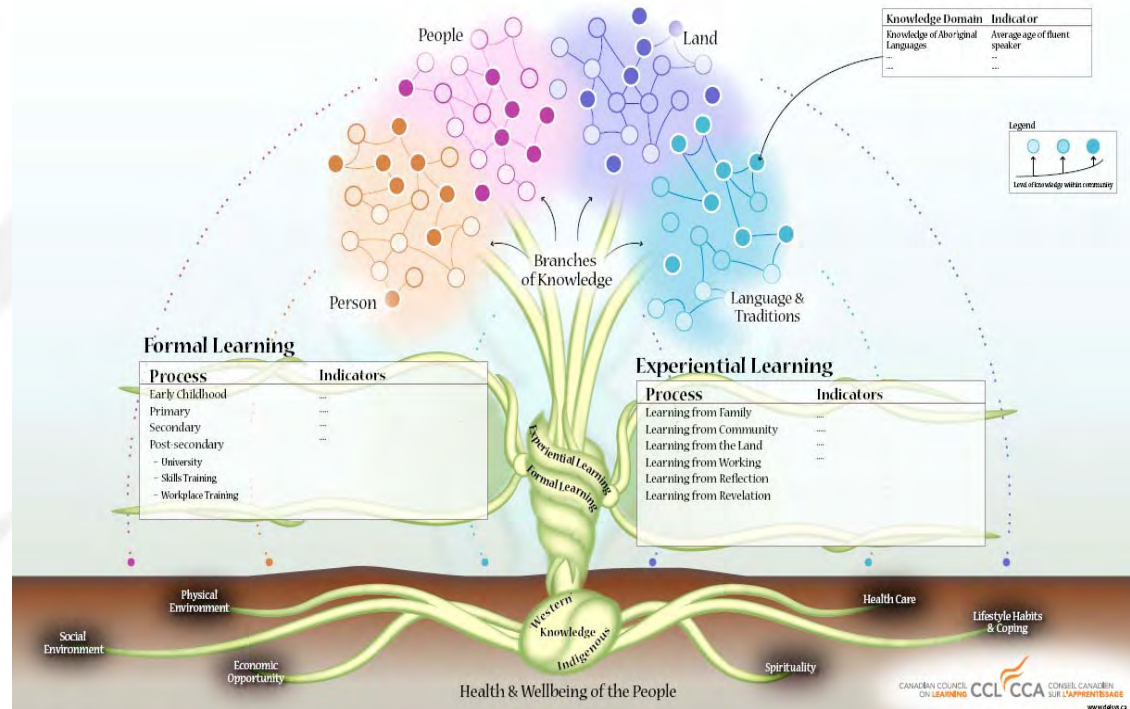 People
Land
Knowledge Domain Indicator
Knowledge of Aboriginal
Languages
Average age of fluent
speaker
...
....
...
....
Legend
Level of knowledge within community
Branches
of Knowledge
Person
Language &
Traditions
Formal Learning
Process Indicators
Early Childhood ....
Primary .....
Secondary ....
Post-secondary ....
– University
– Skills Training
– Workplace Training
Experiential Learning
Process Indicators
Learning from Family ....
Learning from Community ....
Learning from the Land ....
Learning from Working ....
Learning from Reflection
Learning from Revelation
Experiential Learning
Formal Learning
Physical
Environment
Social
Environment
Economic
Opportunity
Western
Knowledge
Indigenous
Health Care
Lifestyle Habits
& Coping
Spirituality
Health & Wellbeing of the People
CANADIAN COUNCIL
ON LEARNING
CCL CCA
CONSEIL CANADIEN
SUR L'APPRENTISSAGE